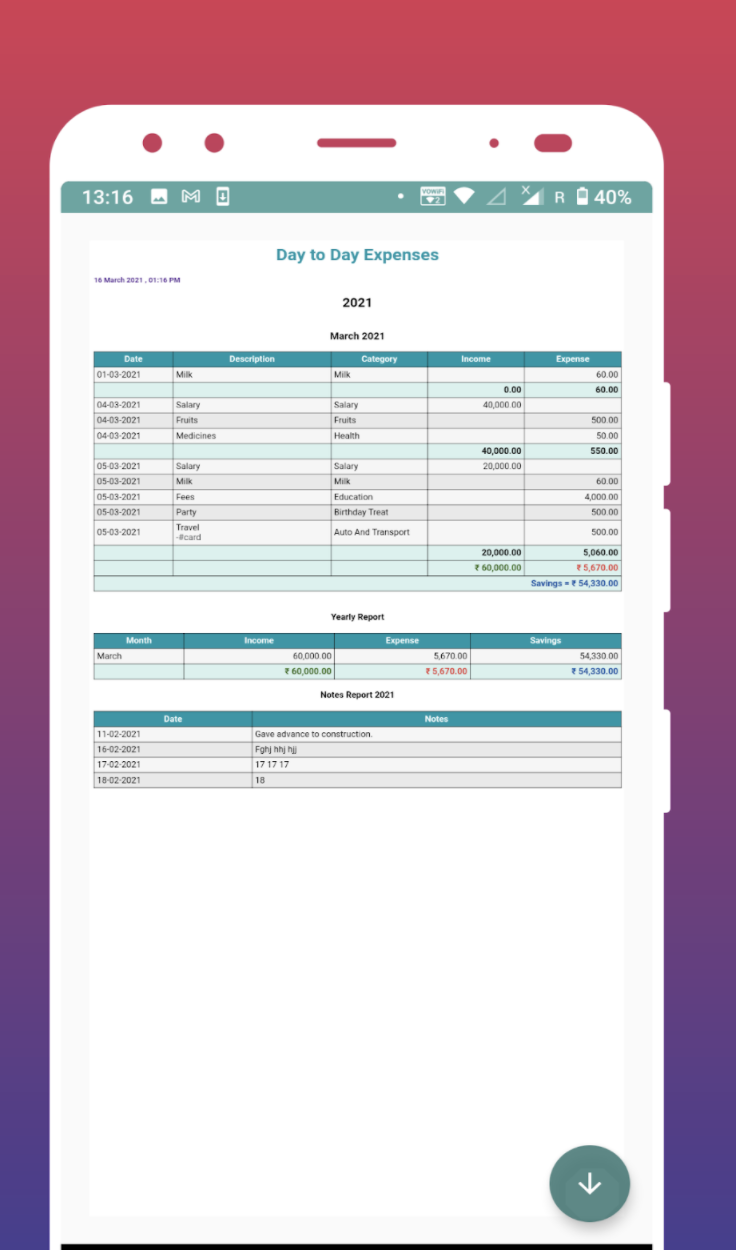 13:16 VOWIFI 2 X R 40%
Day to Day Expenses
16 March 2021 , 01:16 PM
2021
March 2021
Date Description Category Income Expense
01-03-2021 Milk Milk 60.00
0.00 60.00
04-03-2021 Salary Salary 40,000.00
04-03-2021 Fruits Fruits 500.00
04-03-2021 Medicines Health 50.00
40,000.00 550.00
05-03-2021 Salary Salary 20,000.00
05-03-2021 Milk Milk 60.00
05-03-2021 Fees Education 4,000.00
05-03-2021 Party Birthday Treat 500.00
05-03-2021 Travel Auto And Transport 500.00
-#card
20,000.00 5,060.00
₹ 60,000.00 ₹ 5,670.00
Savings = ₹ 54,330.00
Yearly Report
Month Income Expense Savings
March 60,000.00 5,670.00 54,330.00
₹ 60,000.00 ₹ 5,670.00 ₹ 54,330.00
Notes Report 2021
Date Notes
11-02-2021 Gave advance to construction.
16-02-2021 Fghj hhj hjj
17-02-2021 17 17 17
18-02-2021 18